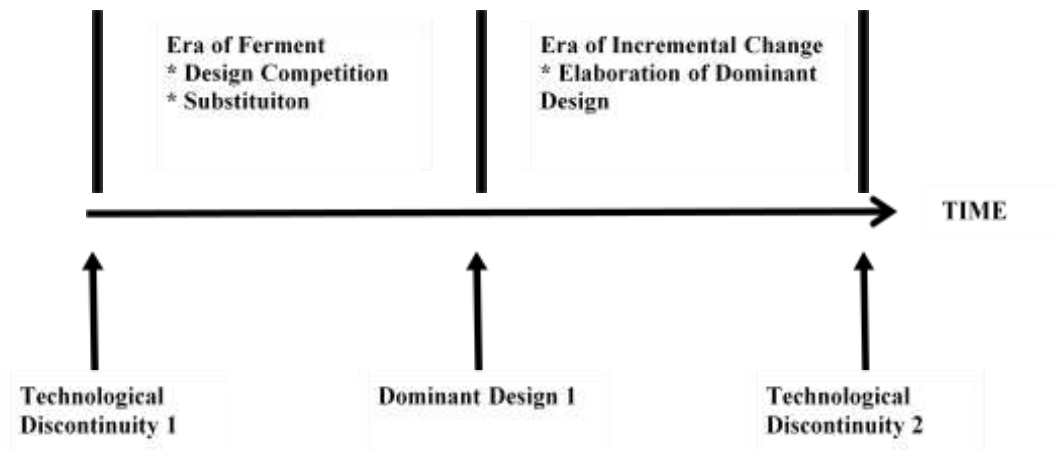 Era of Ferment
* Design Competition
* Substituiton
Era of Incremental Change
* Elaboration of Dominant
Design
TIME
Technological
Discontinuity 1
Dominant Design 1
Technological
Discontinuity 2